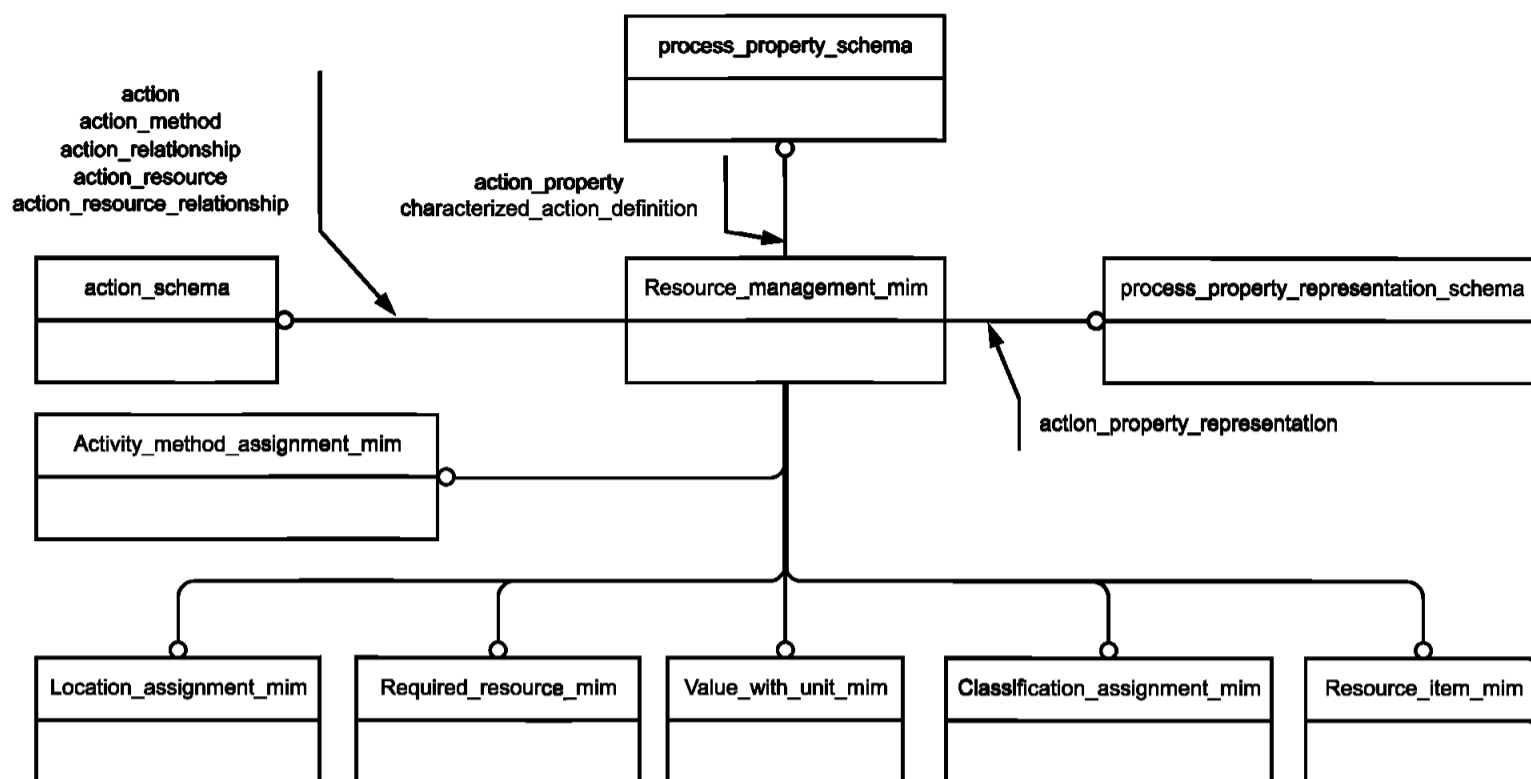 process_property_schema
action
action_method
action_relationship
action_resource
action_resource_relationship
action_property
characterized_action_definition
action_schema
Resource_management_mim
process_property_representation_schema
action_property_representation
Activity_method_assignment_mim
Location_assignment_mim
Required_resource_mim
Value_with_unit_mim
Classification_assignment_mim
Resource_item_mim